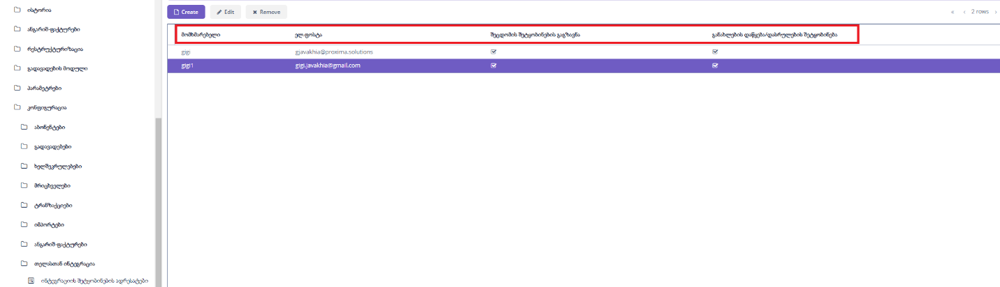 ისტორია
ანგარიშ-ფაქტურები
რესტრუქტურიზაცია
გადავადების მოდული
პარამეტრები
კონფიგურაცია
აბონენტები
გადავადებები
ხელშეკრულებები
მრიცხველები
ტრანზაქციები
იმპორტები
ანგარიშ-ფაქტურები
თელასთან ინტეგრაცია
ინტეგრაციის შეტყობინების ადრესატები
Create Edit Remove « ‹ 2 rows ›
მომხმარებელი ელ.ფოსტა შეცდომის შეტყობინების გაგზავნა განახლების დაწყება/დასრულების შეტყობინება
gigi gjavakhia@proxima.solutions
gigi1 gigi.javakhia@gmail.com